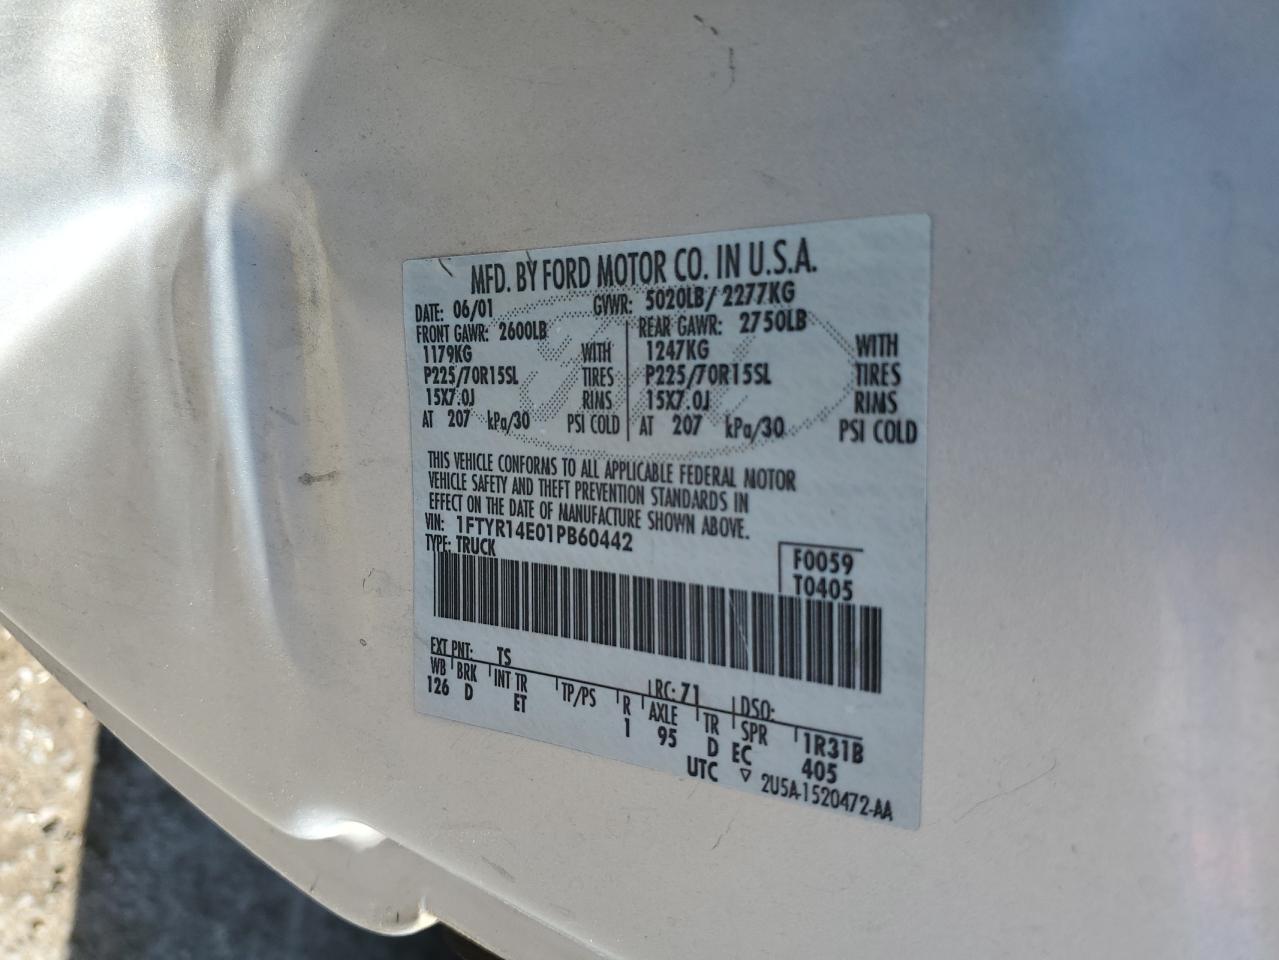 MFD. BY FORD MOTOR CO. IN U.S.A.
DATE: 06/01 GVWR: 5020LB/2277KG
FRONT GAWR: 2600LB REAR GAWR: 2750LB
1179KG WITH 1247KG WITH
P225/70R15SL TIRES P225/70R15SL TIRES
15X7.0J RIMS 15X7.0J RIMS
AT 207 kPa/30 PSI COLD AT 207 kPa/30 PSI COLD
THIS VEHICLE CONFORMS TO ALL APPLICABLE FEDERAL MOTOR
VEHICLE SAFETY AND THEFT PREVENTION STANDARDS IN
EFFECT ON THE DATE OF MANUFACTURE SHOWN ABOVE.
VIN: 1FTYR14E01PB60442
TYPE: TRUCK
F0059
T0405
EXT PNT: TS RC: 71 DSO:
WB BRK INT TR TP/PS R AXLE TR SPR 1R31B
126 D ET 1 95 D EC 405
UTC ▽ 2U5A-1520472-AA